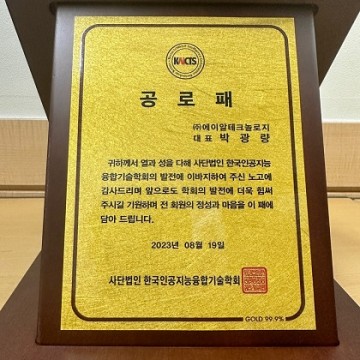 KAICTS
공 로 패
㈜에이알테크놀로지
대 표 박 광 량
귀하께서 열과 성을 다해 사단법인 한국인공지능
융합기술학회의 발전에 이바지하여 주신 노고에
감사드리며 앞으로도 학회의 발전에 더욱 힘써
주시길 기원하며 전 회원의 정성과 마음을 이 패에
담아 드립니다.
2023년 08월 19일
사단법인 한국인공지능융합기술학회
GOLD 99.9%